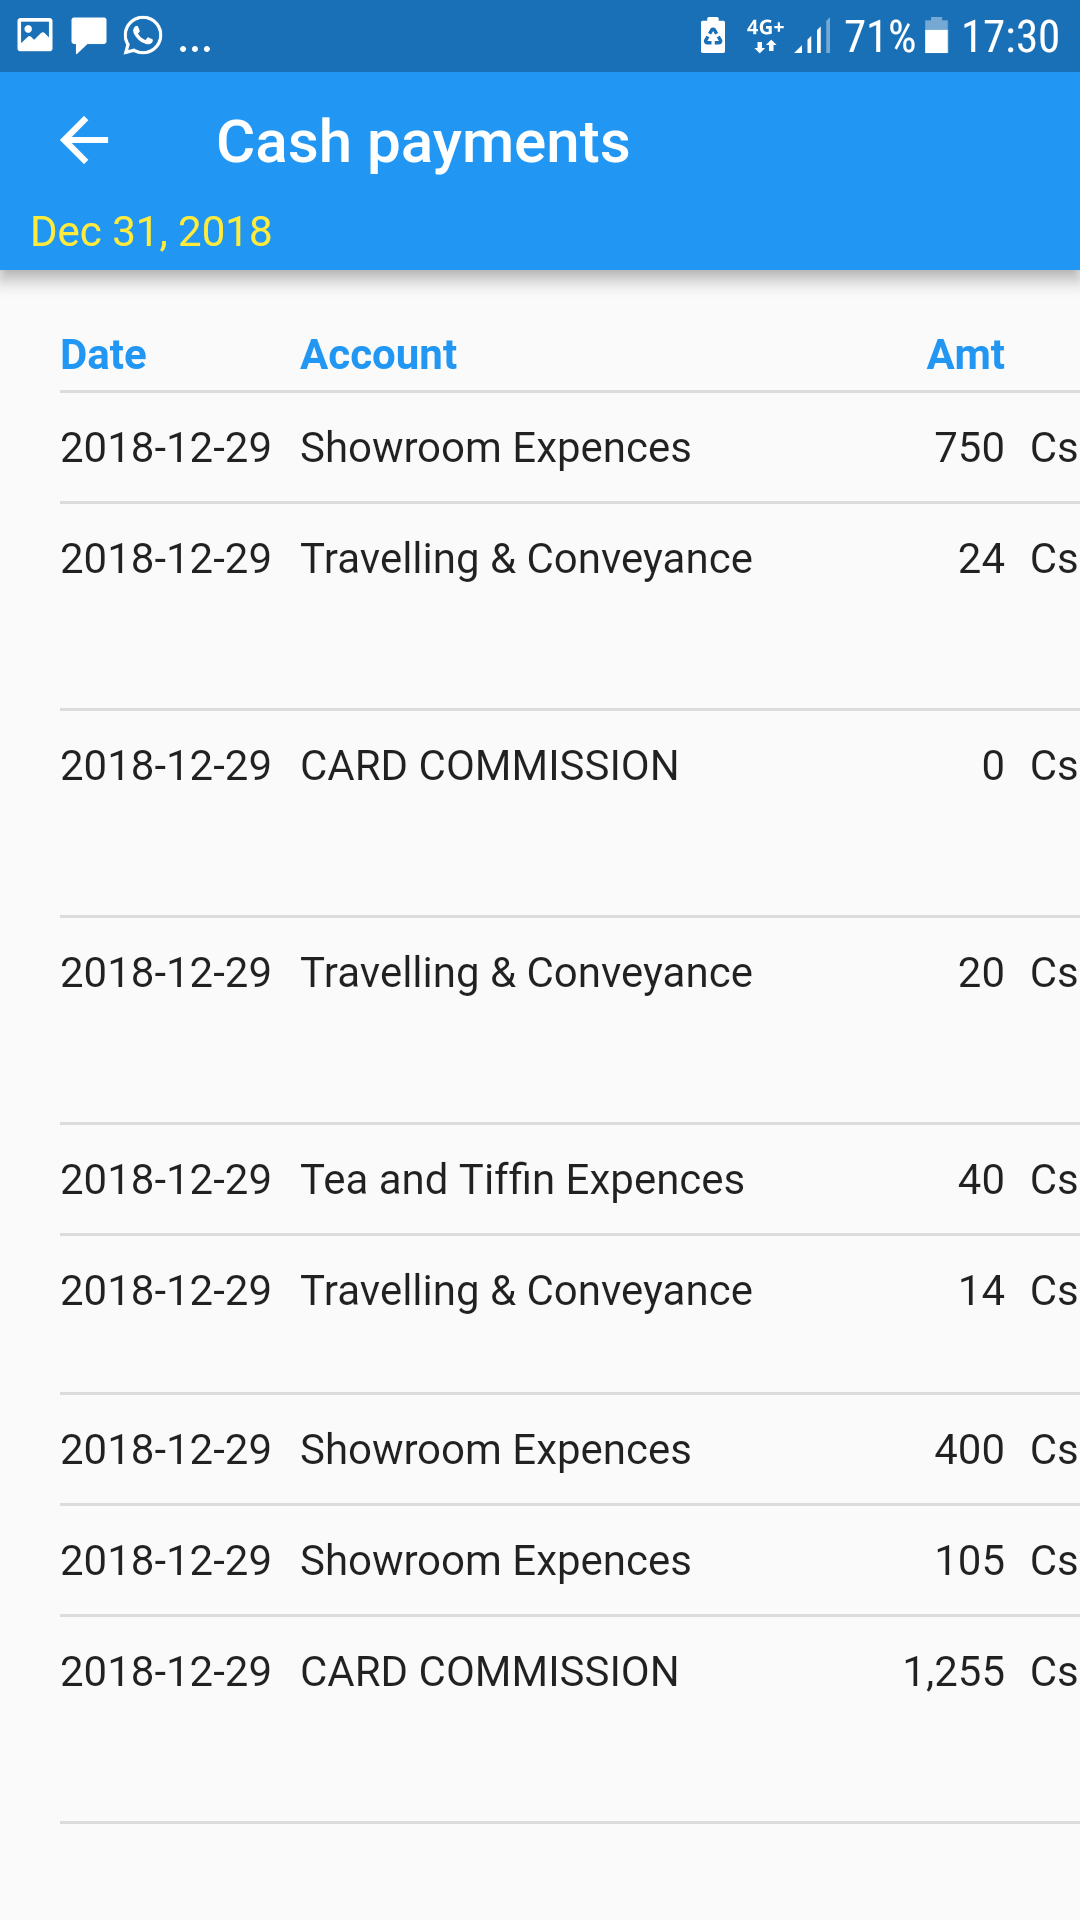 ... 4G+ 71% 17:30
Cash payments
Dec 31, 2018
Date Account Amt
2018-12-29 Showroom Expences 750 Cs
2018-12-29 Travelling & Conveyance 24 Cs
2018-12-29 CARD COMMISSION 0 Cs
2018-12-29 Travelling & Conveyance 20 Cs
2018-12-29 Tea and Tiffin Expences 40 Cs
2018-12-29 Travelling & Conveyance 14 Cs
2018-12-29 Showroom Expences 400 Cs
2018-12-29 Showroom Expences 105 Cs
2018-12-29 CARD COMMISSION 1,255 Cs